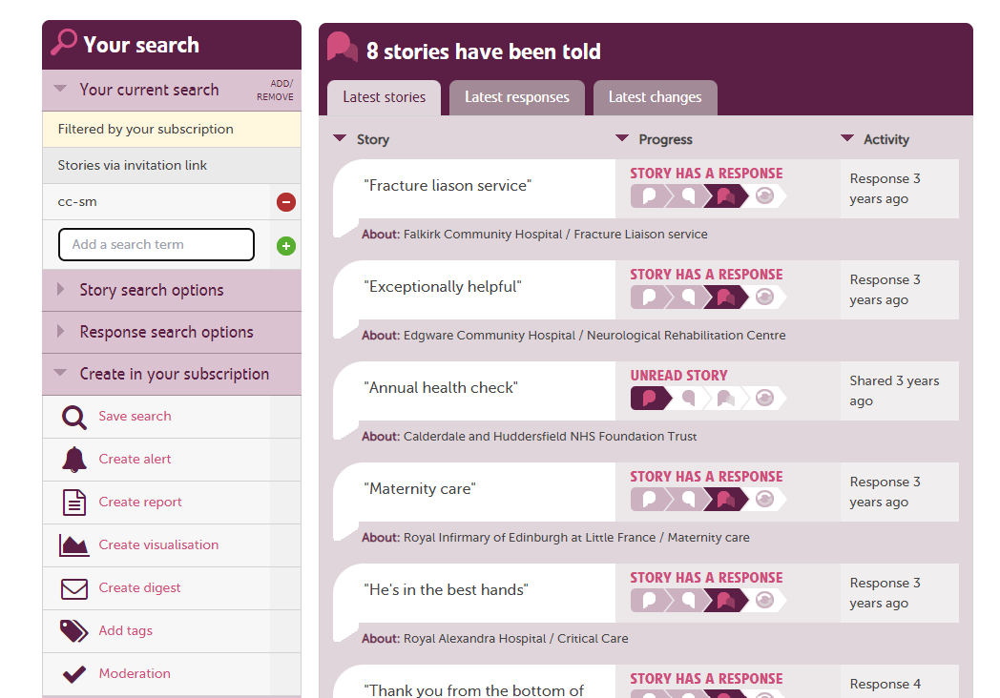 Your search
Your current search
ADD/
REMOVE
Filtered by your subscription
Stories via invitation link
cc-sm
Add a search term
Story search options
Response search options
Create in your subscription
Save search
Create alert
Create report
Create visualisation
Create digest
Add tags
Moderation
8 stories have been told
Latest stories
Latest responses
Latest changes
Story
Progress
Activity
"Fracture liason service"
STORY HAS A RESPONSE
Response 3
years ago
About: Falkirk Community Hospital / Fracture Liaison service
"Exceptionally helpful"
STORY HAS A RESPONSE
Response 3
years ago
About: Edgware Community Hospital / Neurological Rehabilitation Centre
"Annual health check"
UNREAD STORY
Shared 3 years
ago
About: Calderdale and Huddersfield NHS Foundation Trust
"Maternity care"
STORY HAS A RESPONSE
Response 3
years ago
About: Royal Infirmary of Edinburgh at Little France / Maternity care
"He's in the best hands"
STORY HAS A RESPONSE
Response 3
years ago
About: Royal Alexandra Hospital / Critical Care
"Thank you from the bottom of
STORY HAS A RESPONSE
Response 4